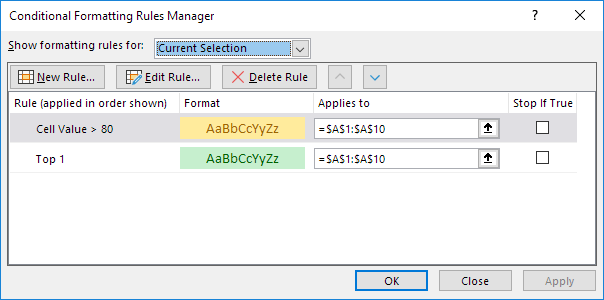 Conditional Formatting Rules Manager
Show formatting rules for: Current Selection
New Rule... Edit Rule... Delete Rule
Rule (applied in order shown) Format Applies to Stop If True
Cell Value > 80 AaBbCcYyZz =$A$1:$A$10
Top 1 AaBbCcYyZz =$A$1:$A$10
OK Close Apply